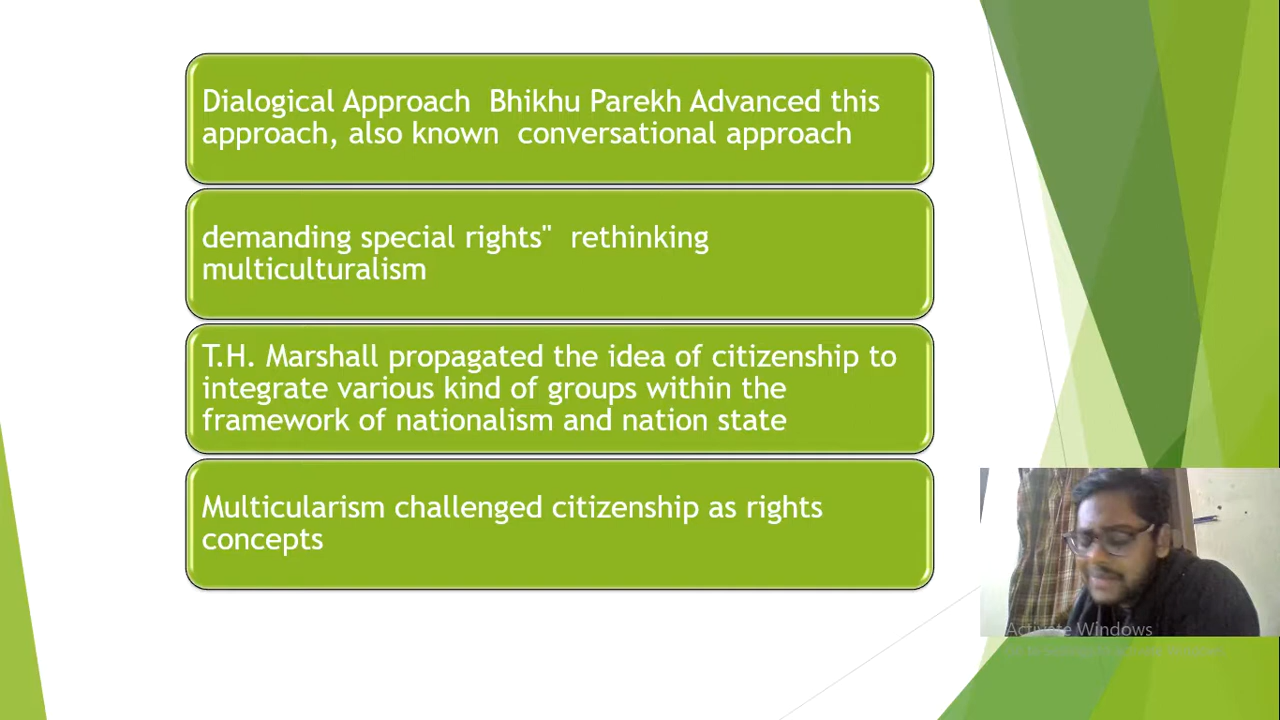 Dialogical Approach  Bhikhu Parekh Advanced this
approach, also known  conversational approach
demanding special rights"  rethinking
multiculturalism
T.H. Marshall propagated the idea of citizenship to
integrate various kind of groups within the
framework of nationalism and nation state
Multicularism challenged citizenship as rights
concepts
Activate Windows